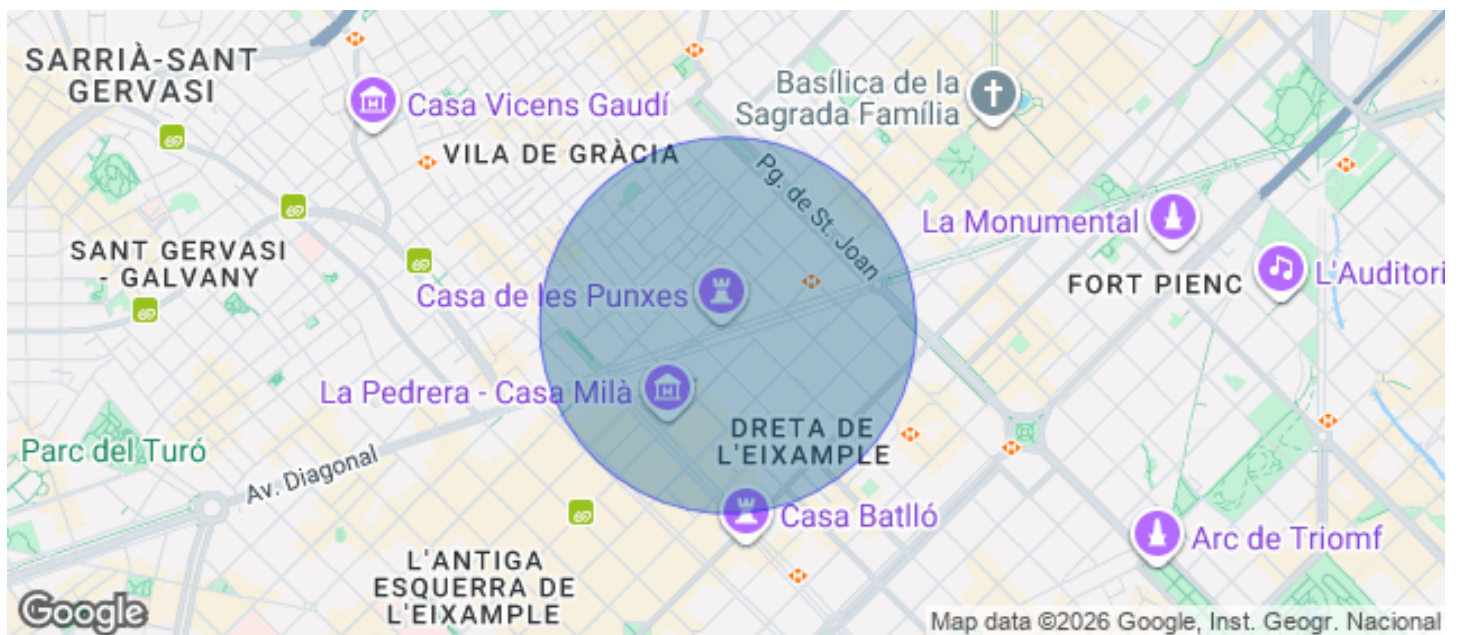 SARRIÀ-SANT
GERVASI
Casa Vicens Gaudí
Basílica de la
Sagrada Família
VILA DE GRÀCIA
Pg. de St. Joan
La Monumental
SANT GERVASI
- GALVANY
FORT PIENC
L'Auditori
Casa de les Punxes
La Pedrera - Casa Milà
DRETA DE
L'EIXAMPLE
Parc del Turó
Av. Diagonal
Casa Batlló
Arc de Triomf
L'ANTIGA
ESQUERRA DE
L'EIXAMPLE
Google
Map data ©2026 Google, Inst. Geogr. Nacional